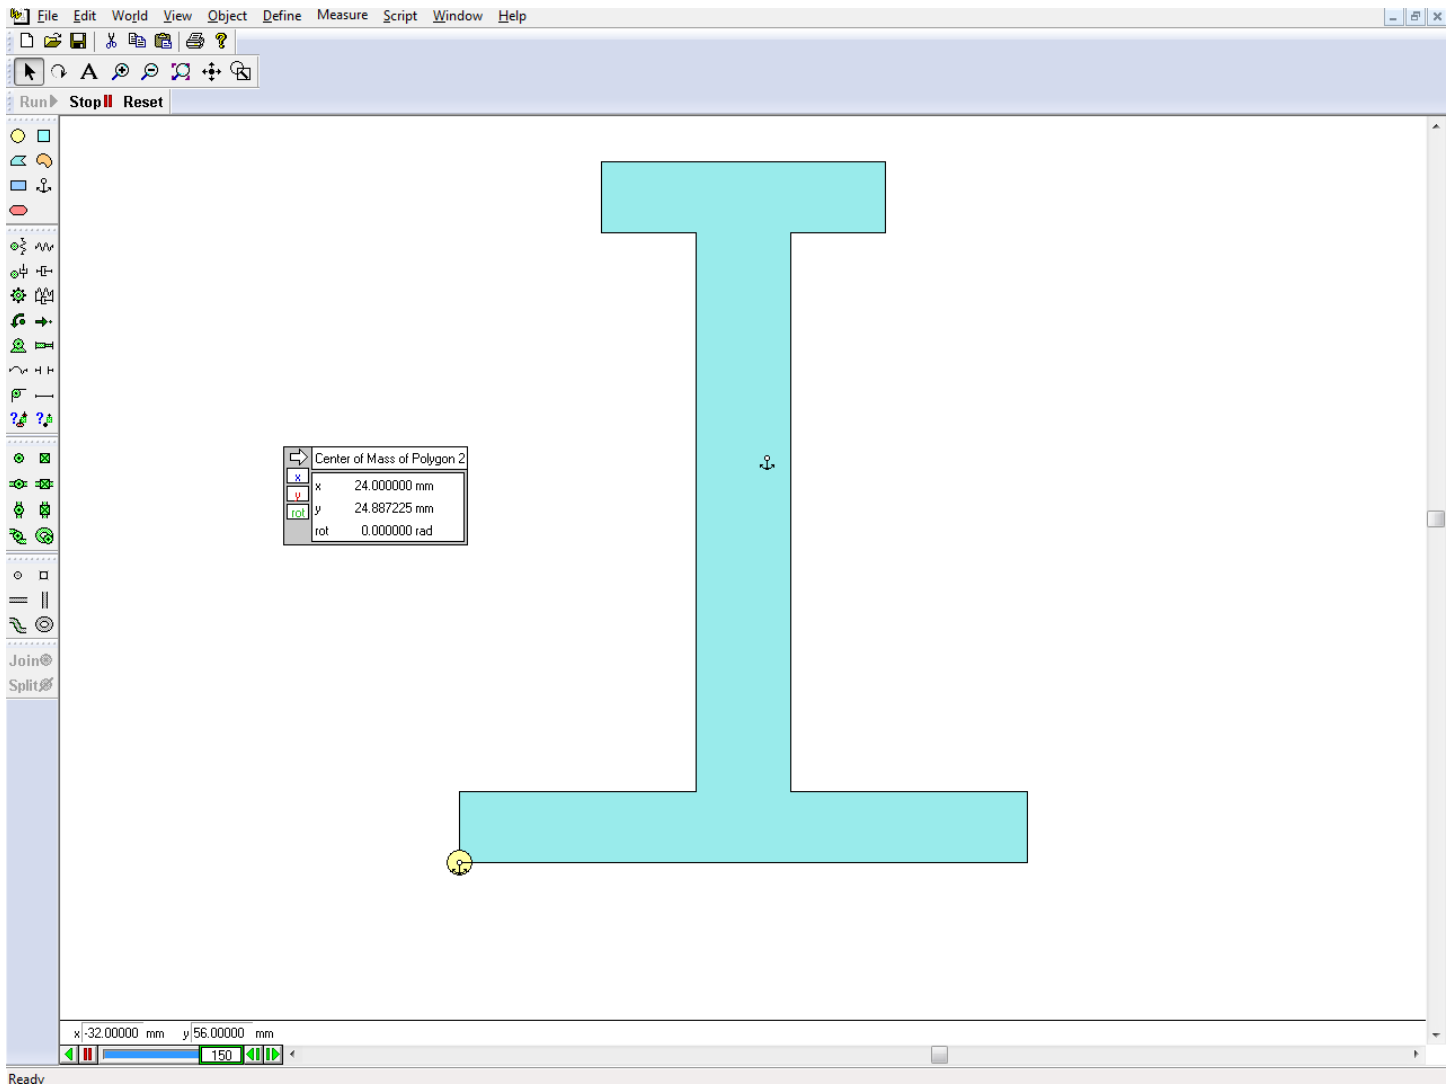 File Edit World View Object Define Measure Script Window Help
A
Run Stop Reset
Center of Mass of Polygon 2
x x 24.000000 mm
y y 24.887225 mm
rot rot 0.000000 rad
Join
Split
x -32.00000 mm y 56.00000 mm
150
Ready